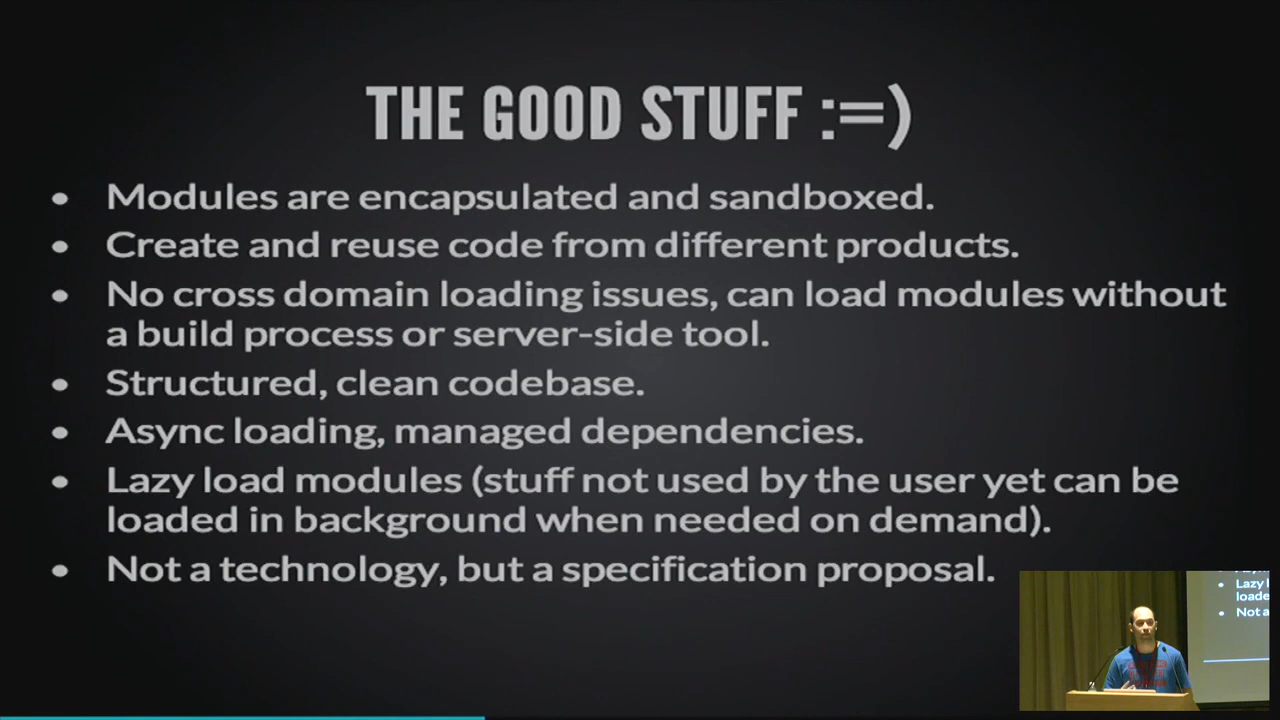 THE GOOD STUFF :=)
• Modules are encapsulated and sandboxed.
• Create and reuse code from different products.
• No cross domain loading issues, can load modules without
a build process or server-side tool.
• Structured, clean codebase.
• Async loading, managed dependencies.
• Lazy load modules (stuff not used by the user yet can be
loaded in background when needed on demand).
• Not a technology, but a specification proposal.
• Lazy l
loade
• Not a